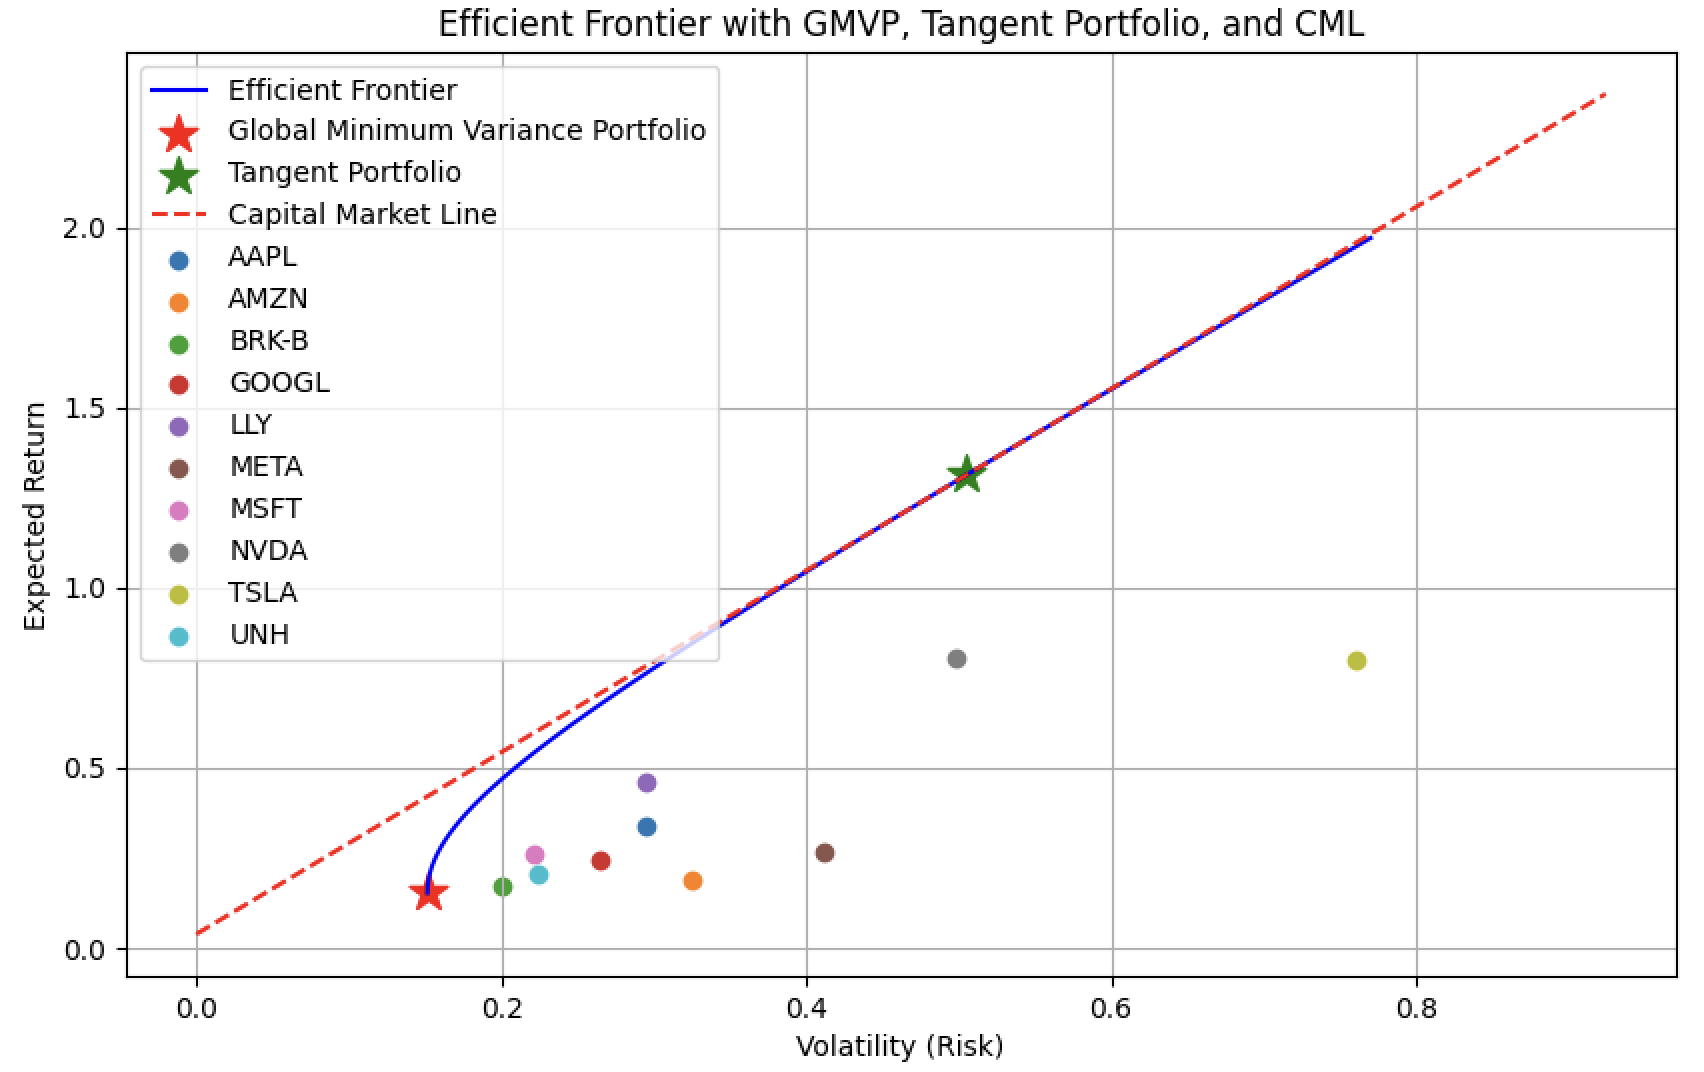 Efficient Frontier with GMVP, Tangent Portfolio, and CML
Efficient Frontier
Global Minimum Variance Portfolio
Tangent Portfolio
Capital Market Line
AAPL
AMZN
BRK-B
GOOGL
LLY
META
MSFT
NVDA
TSLA
UNH
Expected Return
2.0
1.5
1.0
0.5
0.0
0.0 0.2 0.4 0.6 0.8
Volatility (Risk)